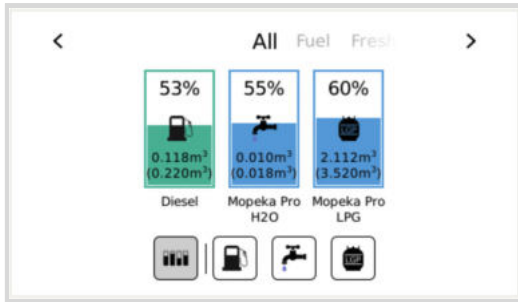 All Fuel Fresh
53% 55% 60%
0.118m³ 0.010m³ 2.112m³
(0.220m³) (0.018m³) (3.520m³)
Diesel Mopeka Pro Mopeka Pro
H2O LPG